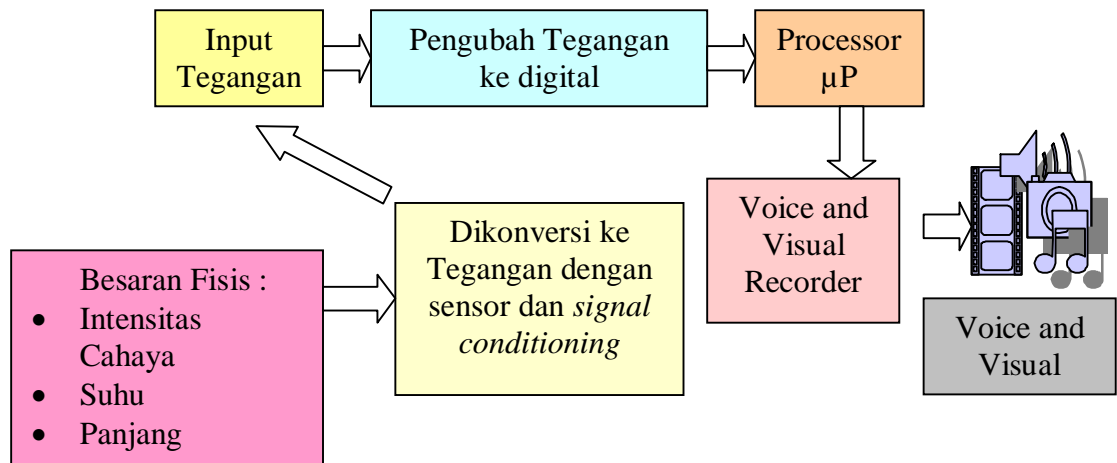 Input
Tegangan
Pengubah Tegangan
ke digital
Processor
µP
Voice and
Visual
Recorder
Dikonversi ke
Tegangan dengan
sensor dan signal
conditioning
Besaran Fisis :
• Intensitas
Cahaya
• Suhu
• Panjang
Voice and
Visual